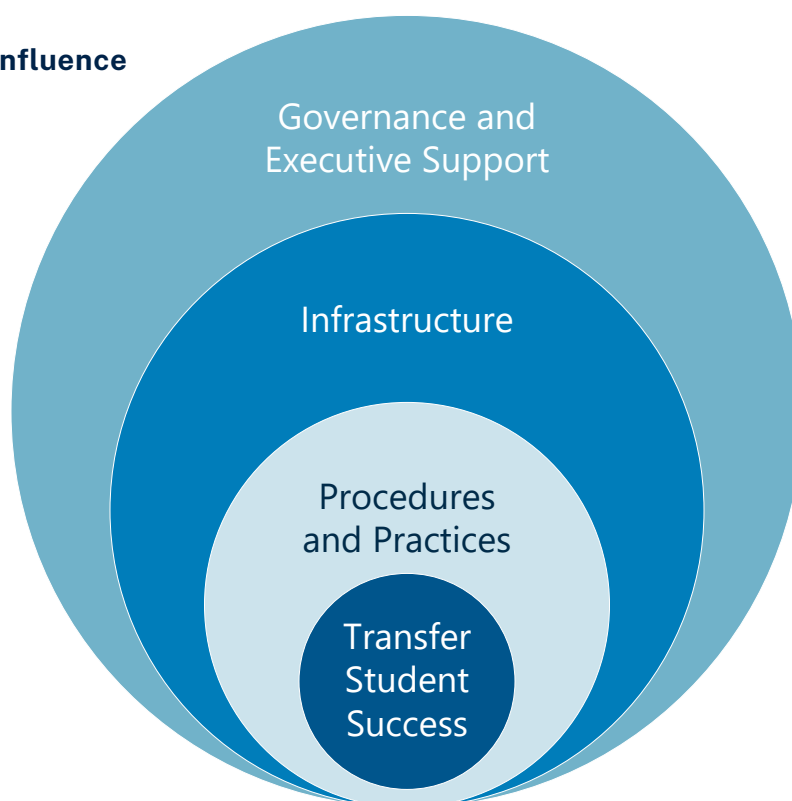 nfluence
Governance and
Executive Support
Infrastructure
Procedures
and Practices
Transfer
Student
Success